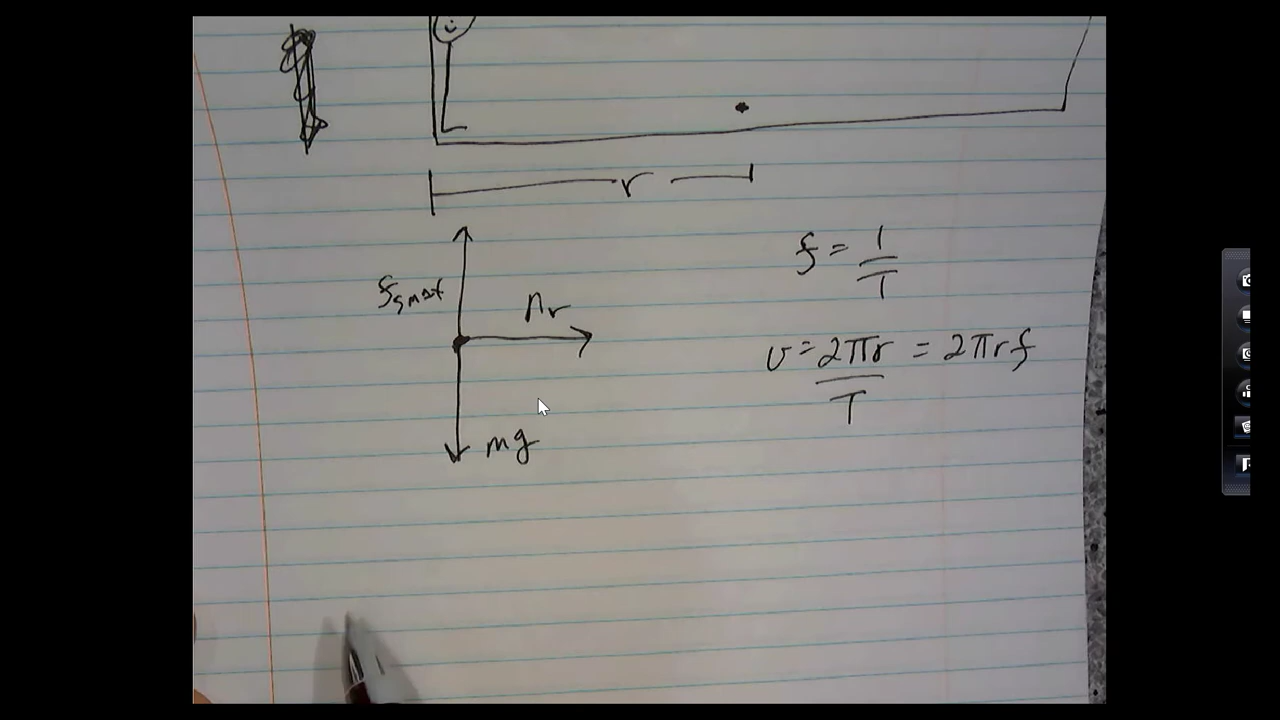 r
f = 1/T
f_s max
n_r
v = 2πr/T = 2πrf
mg